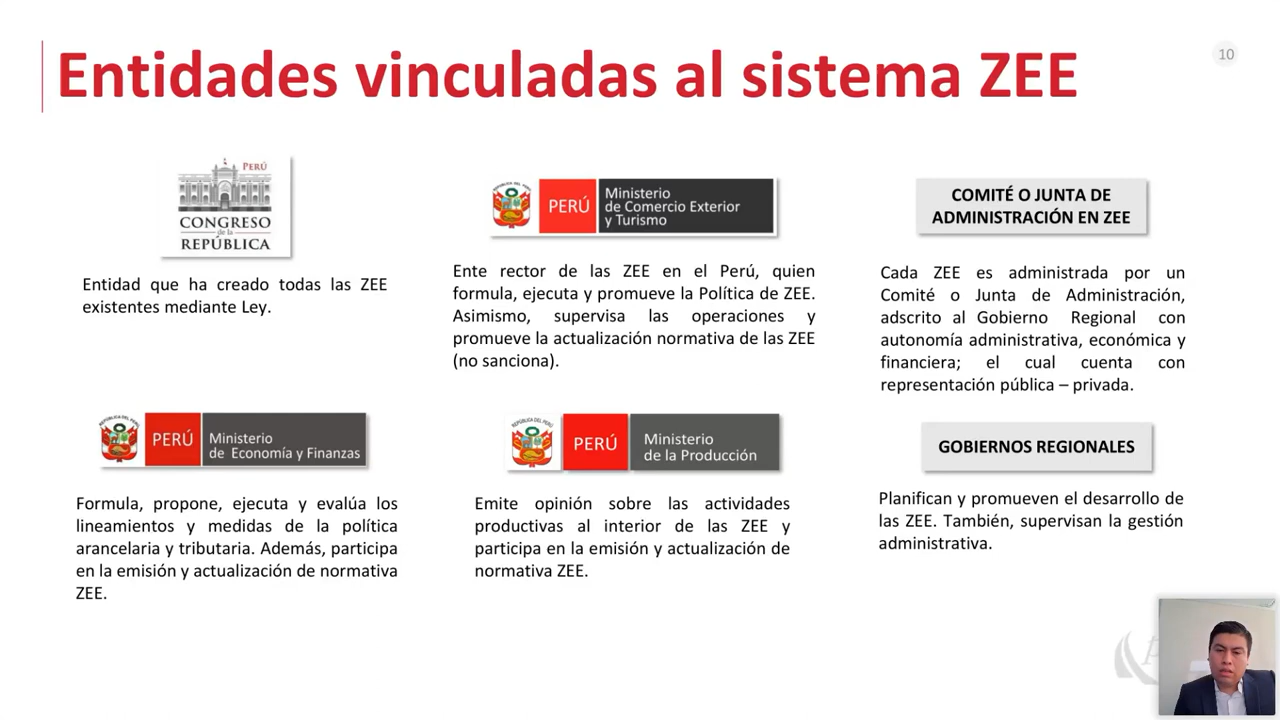 Entidades vinculadas al sistema ZEE
10
PERÚ
CONGRESO
de la
REPÚBLICA
Entidad que ha creado todas las ZEE
existentes mediante Ley.
PERÚ
Ministerio
de Comercio Exterior
y Turismo
Ente rector de las ZEE en el Perú, quien
formula, ejecuta y promueve la Política de ZEE.
Asimismo, supervisa las operaciones y
promueve la actualización normativa de las ZEE
(no sanciona).
COMITÉ O JUNTA DE
ADMINISTRACIÓN EN ZEE
Cada ZEE es administrada por un
Comité o Junta de Administración,
adscrito al Gobierno Regional con
autonomía administrativa, económica y
financiera; el cual cuenta con
representación pública – privada.
PERÚ
Ministerio
de Economía y Finanzas
Formula, propone, ejecuta y evalúa los
lineamientos y medidas de la política
arancelaria y tributaria. Además, participa
en la emisión y actualización de normativa
ZEE.
REPÚBLICA DEL PERÚ
PERÚ
Ministerio
de la Producción
Emite opinión sobre las actividades
productivas al interior de las ZEE y
participa en la emisión y actualización de
normativa ZEE.
GOBIERNOS REGIONALES
Planifican y promueven el desarrollo de
las ZEE. También, supervisan la gestión
administrativa.